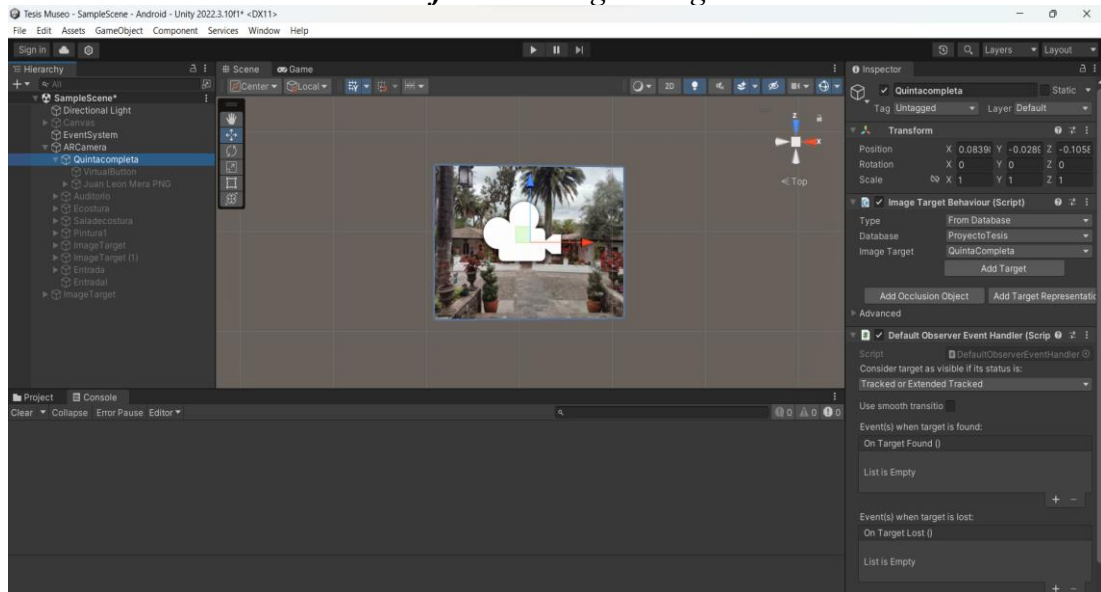 Tesis Museo - SampleScene - Android - Unity 2022.3.10f1* <DX11>
File Edit Assets GameObject Component Services Window Help
Sign in
Layers Layout
Hierarchy
All
SampleScene*
Directional Light
Canvas
EventSystem
ARCamera
Quintacompleta
VirtualButton
Juan Leon Mera PNG
Auditorio
Ecostura
Saladecostura
Pintura1
ImageTarget
ImageTarget (1)
Entrada
Entradal
ImageTarget
Scene Game
Center Local 2D
z
x
Top
Project Console
Clear Collapse Error Pause Editor 0 0 0
Inspector
Quintacompleta Static
Tag Untagged Layer Default
Transform
Position X 0.0839 Y -0.028 Z -0.105
Rotation X 0 Y 0 Z 0
Scale X 1 Y 1 Z 1
Image Target Behaviour (Script)
Type From Database
Database ProyectoTesis
Image Target QuintaCompleta
Add Target
Add Occlusion Object Add Target Representatio
Advanced
Default Observer Event Handler (Scrip
Script DefaultObserverEventHandler
Consider target as visible if its status is:
Tracked or Extended Tracked
Use smooth transitio
Event(s) when target is found:
On Target Found ()
List is Empty
+ -
Event(s) when target is lost:
On Target Lost ()
List is Empty
+ -